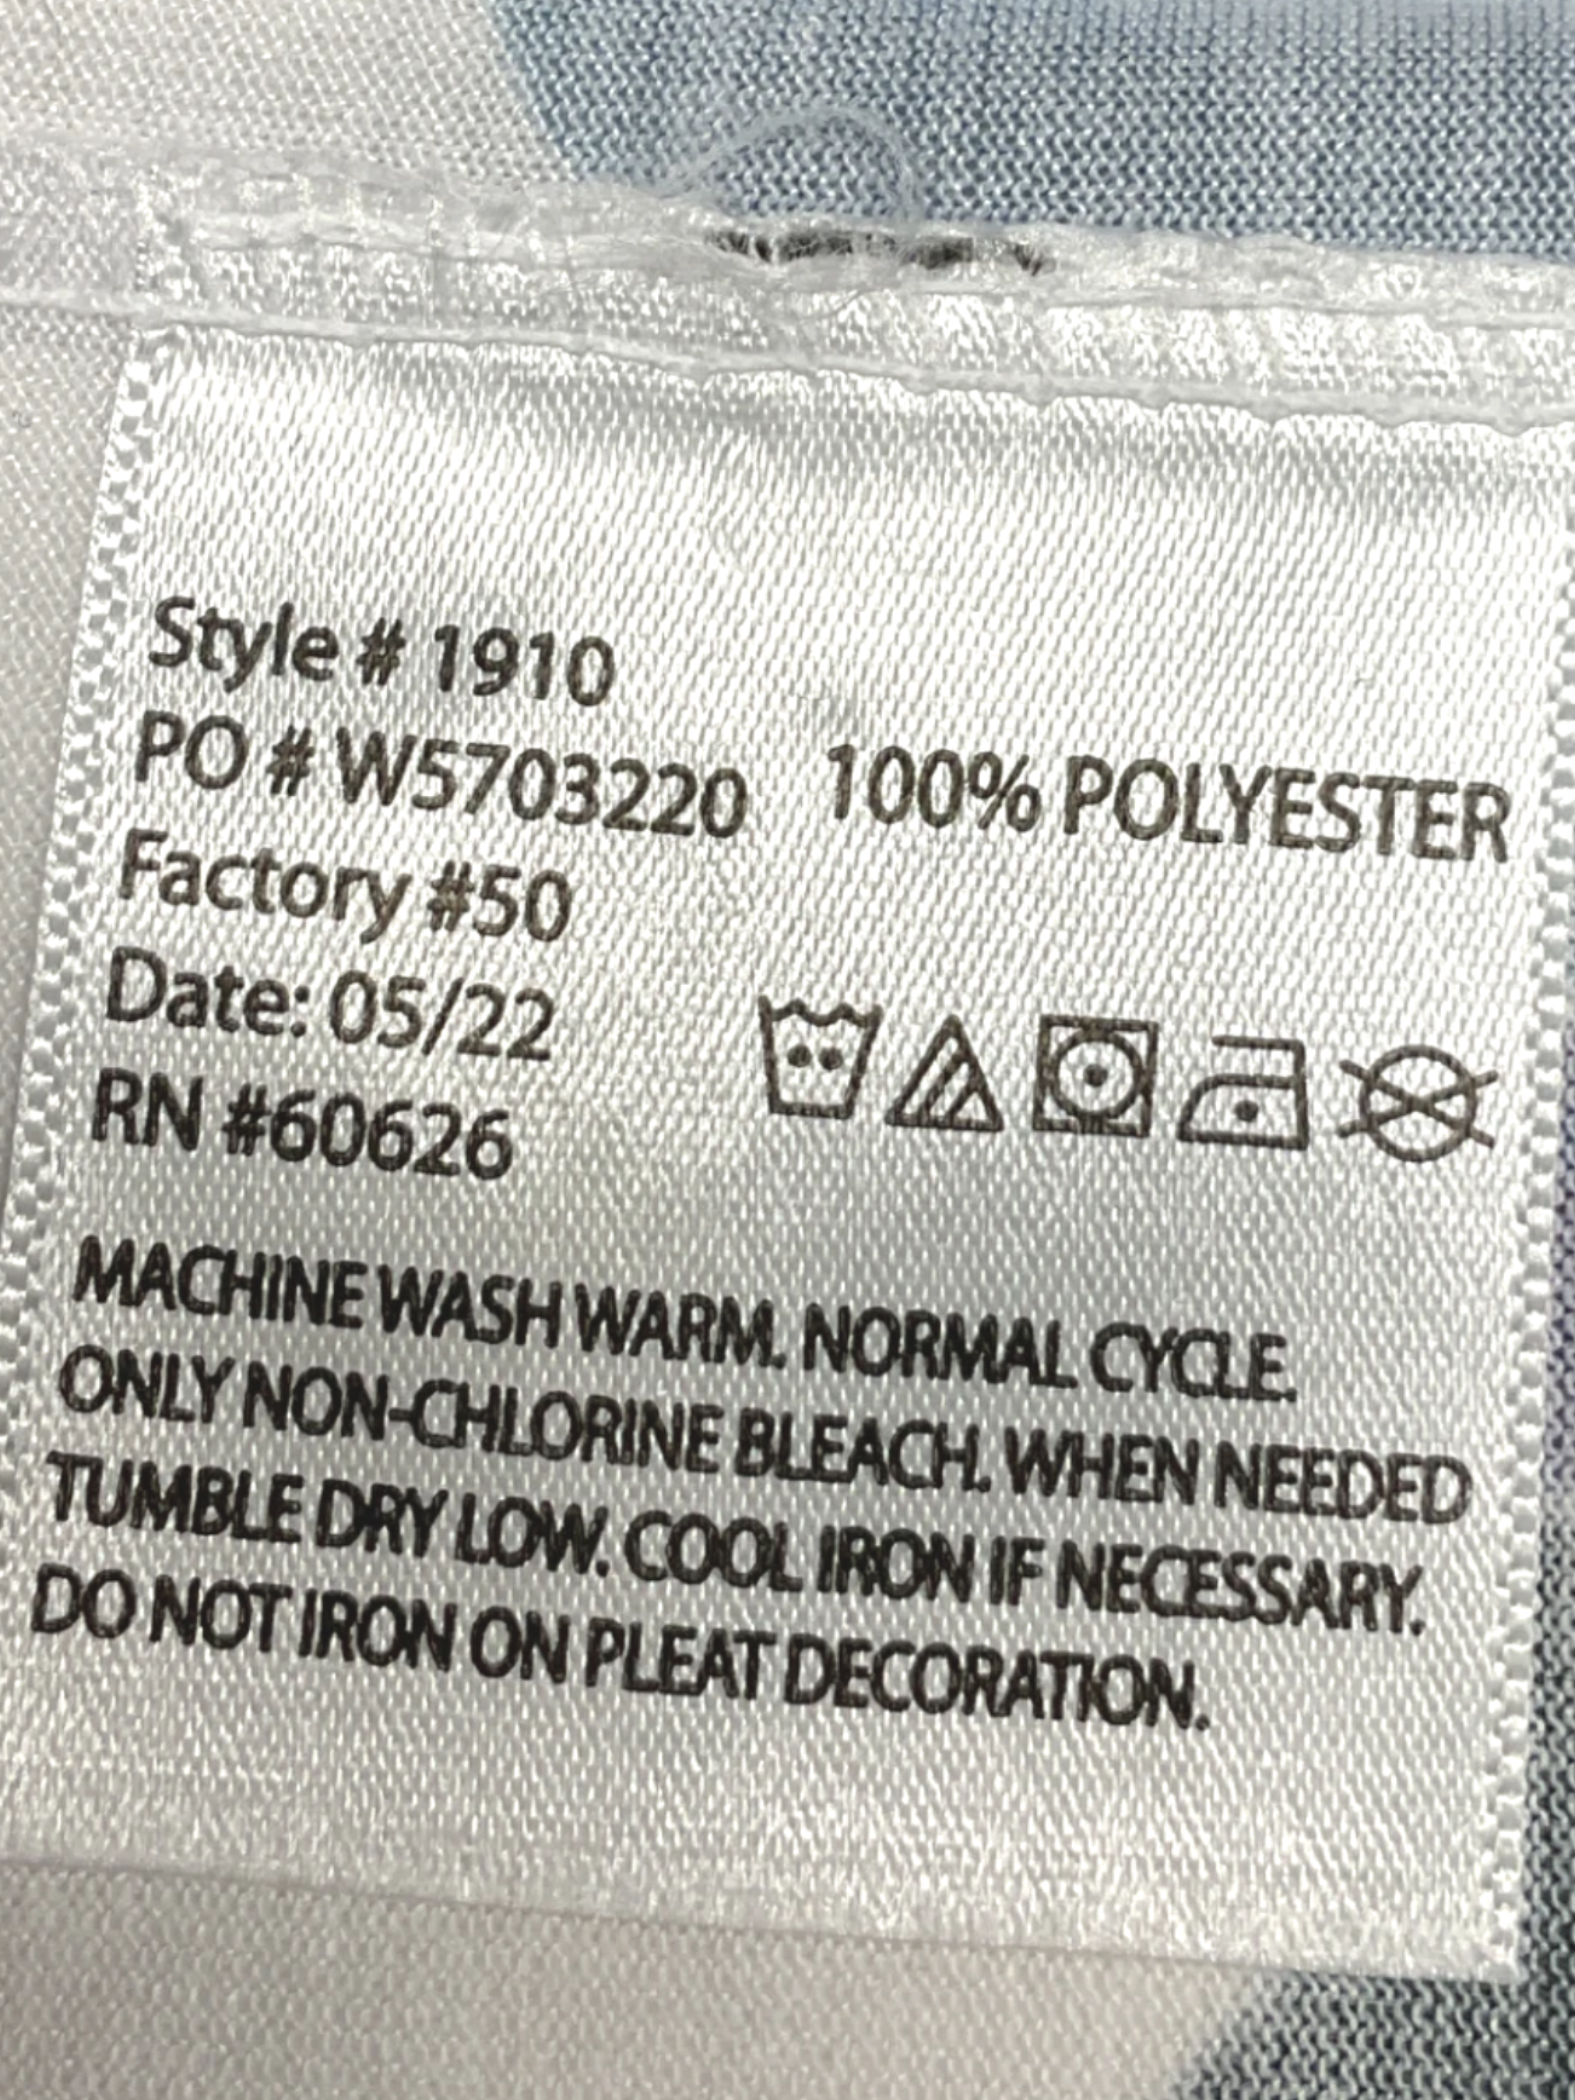 Style # 1910
PO # W5703220
100% POLYESTER
Factory #50
Date: 05/22
RN #60626
MACHINE WASH WARM. NORMAL CYCLE.
ONLY NON-CHLORINE BLEACH. WHEN NEEDED
TUMBLE DRY LOW. COOL IRON IF NECESSARY.
DO NOT IRON ON PLEAT DECORATION.